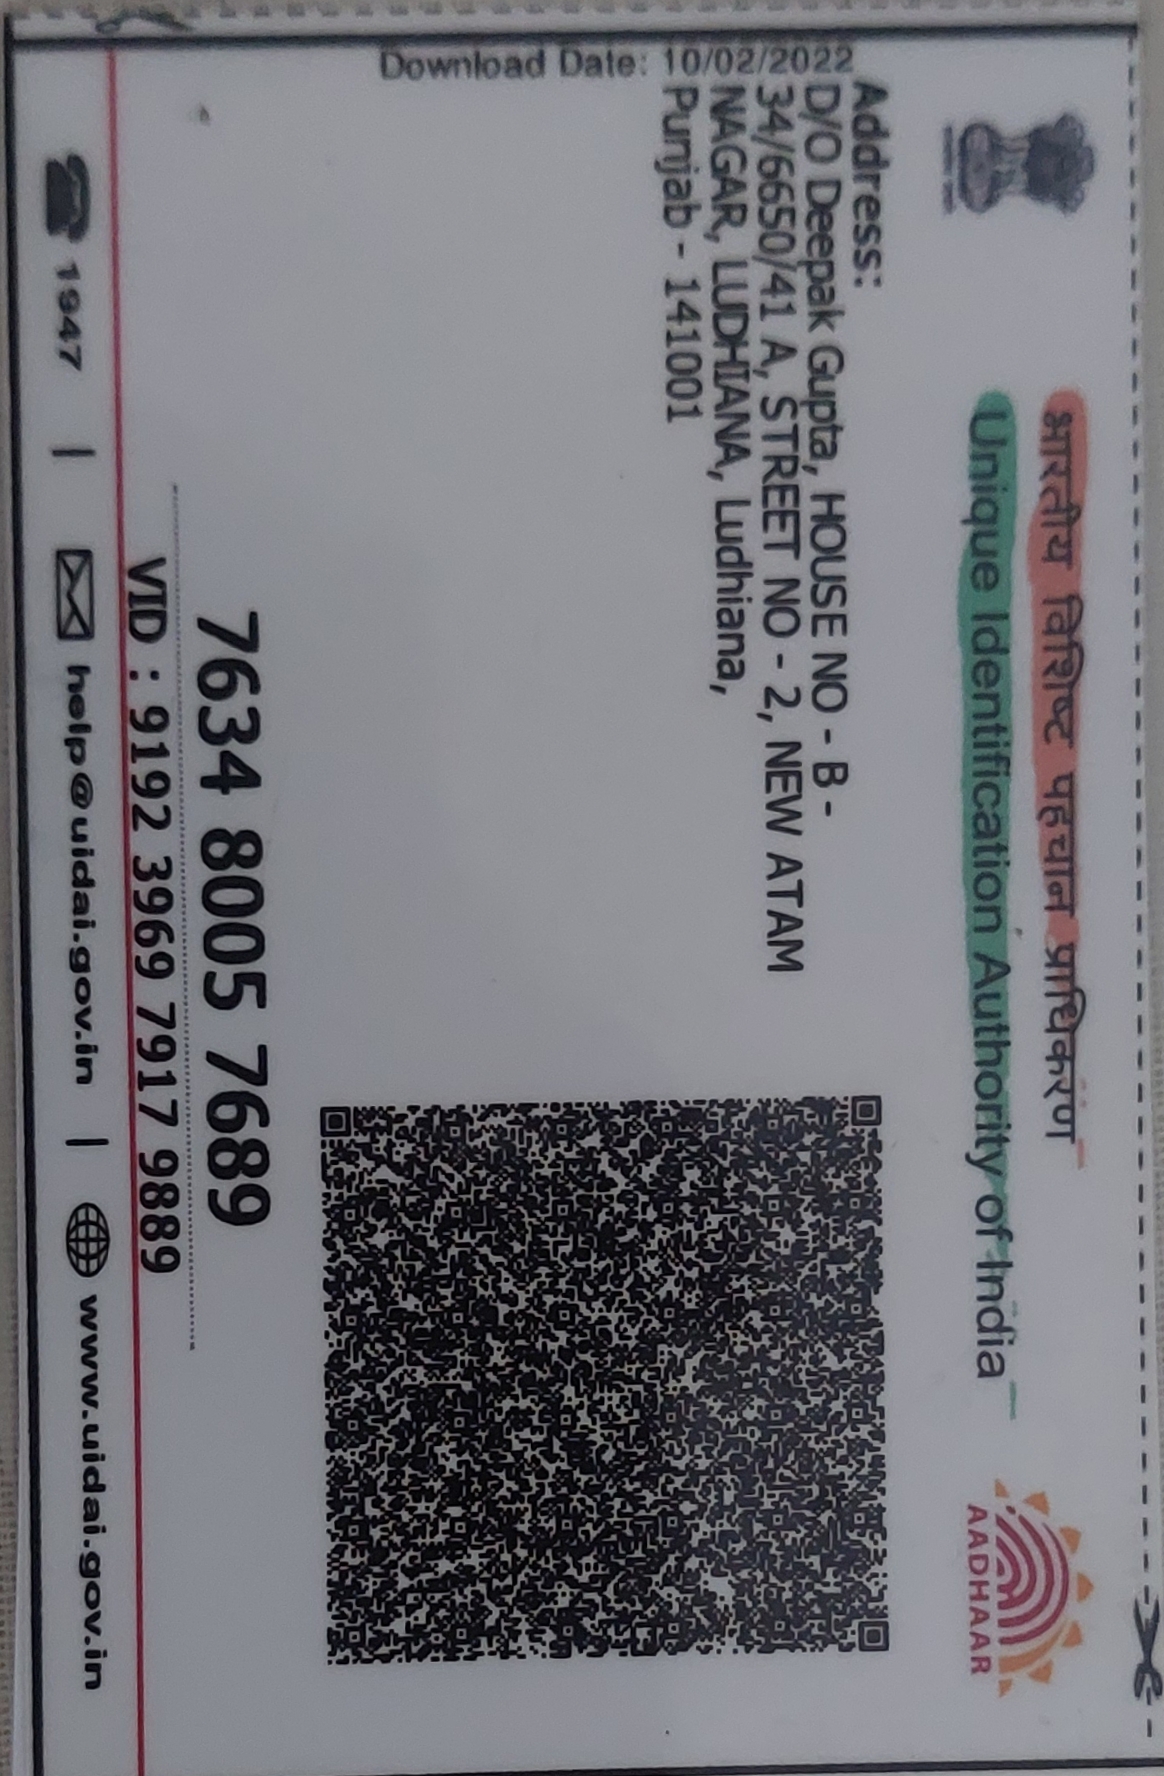 भारतीय विशिष्ट पहचान प्राधिकरण
Unique Identification Authority of India
AADHAAR
Download Date: 10/02/2022
Address:
D/O Deepak Gupta, HOUSE NO - B -
34/6650/41 A, STREET NO - 2, NEW ATAM
NAGAR, LUDHIANA, Ludhiana,
Punjab - 141001
7634 8005 7689
VID : 9192 3969 7917 9889
1947 | help@uidai.gov.in | www.uidai.gov.in